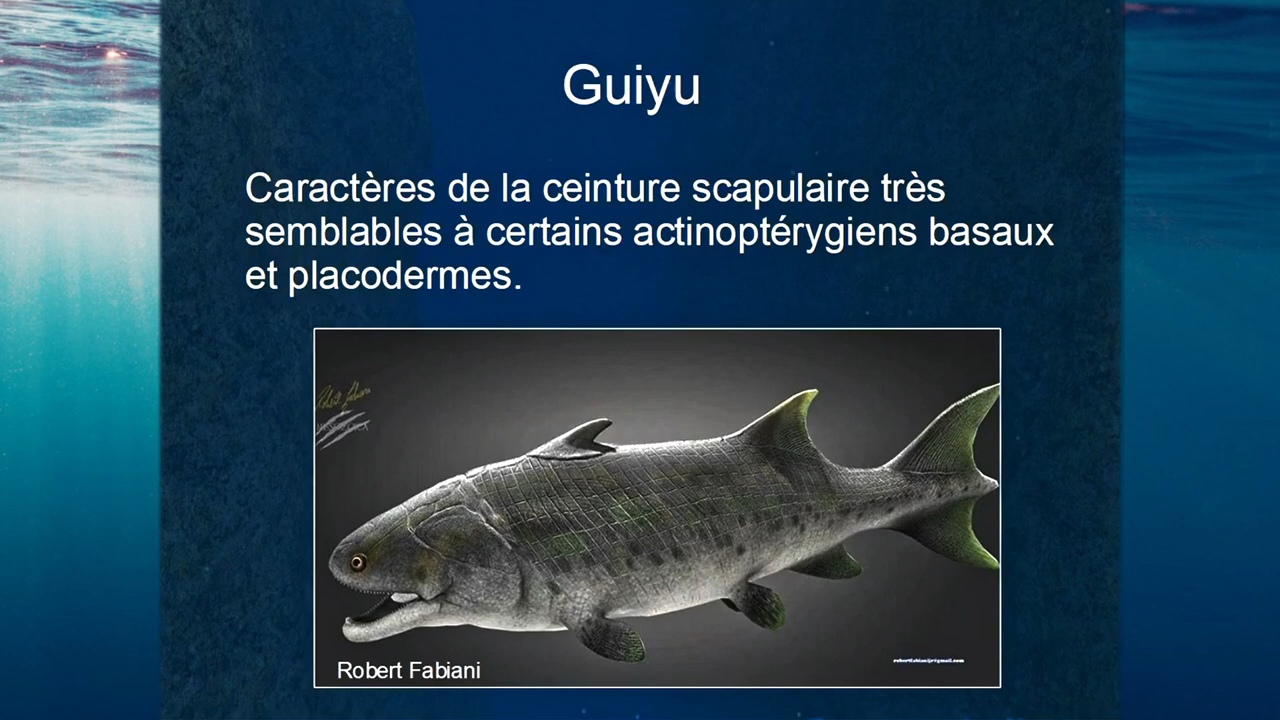 Guiyu
Caractères de la ceinture scapulaire très
semblables à certains actinoptérygiens basaux
et placodermes.
Robert Fabiani